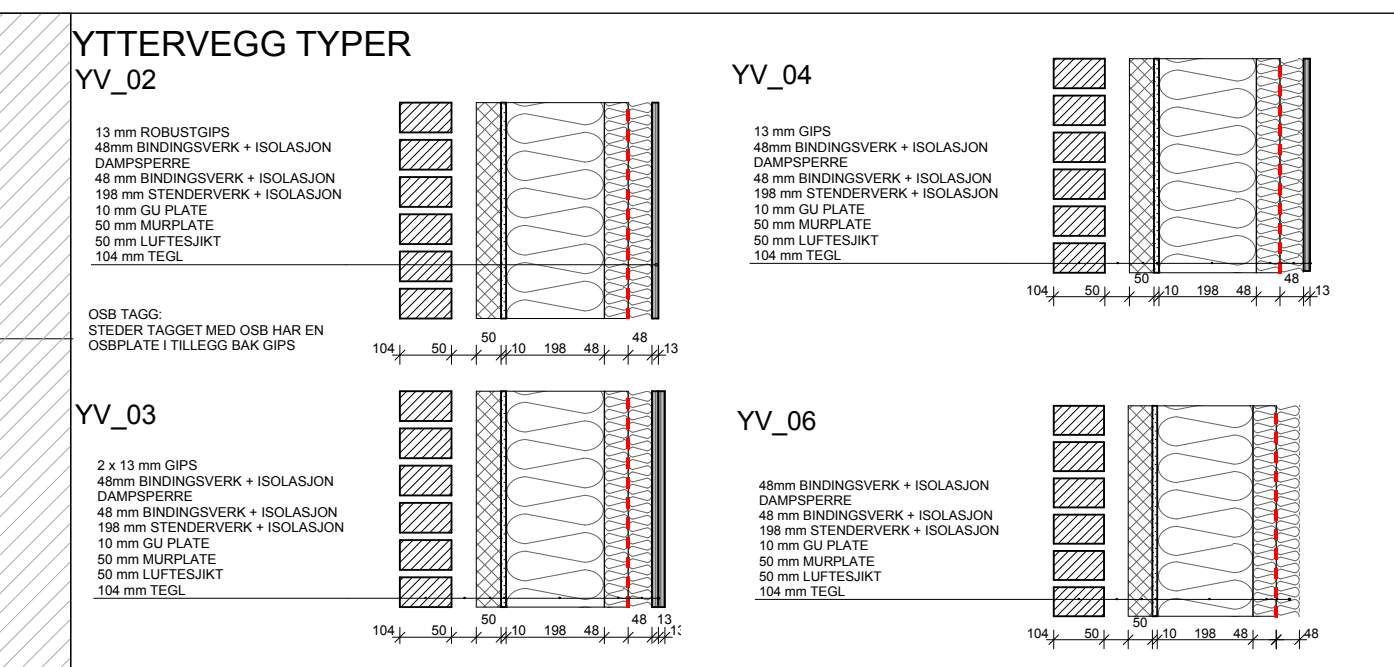 YTTERVEGG TYPER
YV_02
13 mm ROBUSTGIPS
48mm BINDINGSVERK + ISOLASJON
DAMPSPERRE
48 mm BINDINGSVERK + ISOLASJON
198 mm STENDERVERK + ISOLASJON
10 mm GU PLATE
50 mm MURPLATE
50 mm LUFTESJIKT
104 mm TEGL
OSB TAGG:
STEDER TAGGET MED OSB HAR EN
OSBPLATE I TILLEGG BAK GIPS
104 50 50 10 198 48 48 13
YV_04
13 mm GIPS
48mm BINDINGSVERK + ISOLASJON
DAMPSPERRE
48 mm BINDINGSVERK + ISOLASJON
198 mm STENDERVERK + ISOLASJON
10 mm GU PLATE
50 mm MURPLATE
50 mm LUFTESJIKT
104 mm TEGL
104 50 50 10 198 48 48 13
YV_03
2 x 13 mm GIPS
48mm BINDINGSVERK + ISOLASJON
DAMPSPERRE
48 mm BINDINGSVERK + ISOLASJON
198 mm STENDERVERK + ISOLASJON
10 mm GU PLATE
50 mm MURPLATE
50 mm LUFTESJIKT
104 mm TEGL
104 50 50 10 198 48 48 13 13
YV_06
48mm BINDINGSVERK + ISOLASJON
DAMPSPERRE
48 mm BINDINGSVERK + ISOLASJON
198 mm STENDERVERK + ISOLASJON
10 mm GU PLATE
50 mm MURPLATE
50 mm LUFTESJIKT
104 mm TEGL
104 50 50 10 198 48 48